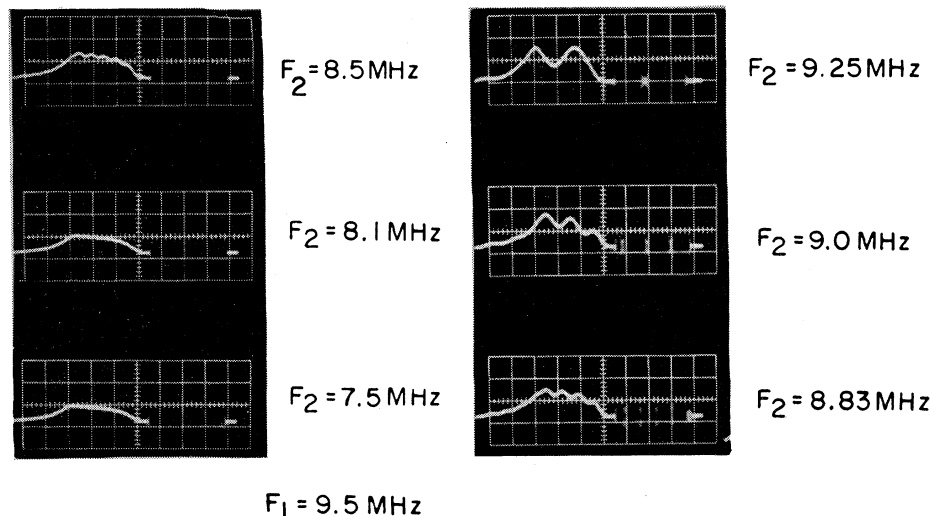 F2 = 8.5 MHz
F2 = 8.1 MHz
F2 = 7.5 MHz
F2 = 9.25 MHz
F2 = 9.0 MHz
F2 = 8.83 MHz
F1 = 9.5 MHz